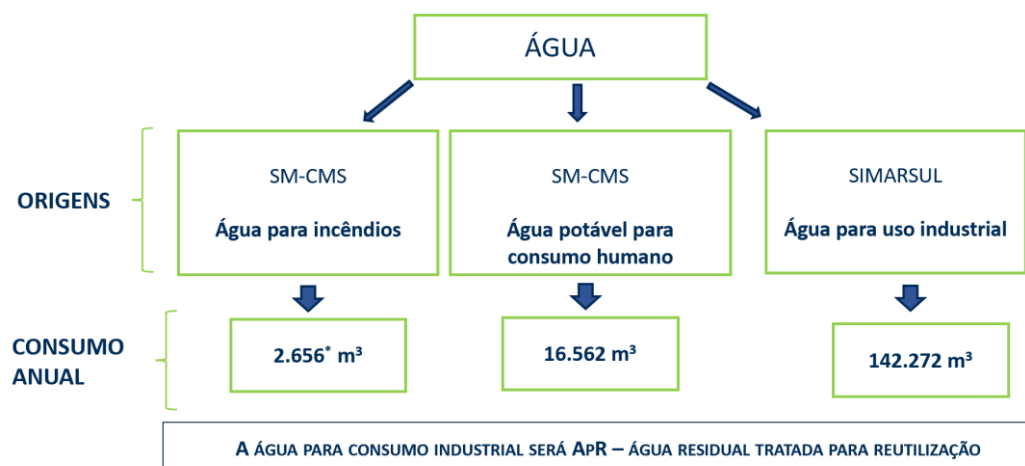 ÁGUA
ORIGENS
SM-CMS
Água para incêndios
SM-CMS
Água potável para
consumo humano
SIMARSUL
Água para uso industrial
CONSUMO
ANUAL
2.656* m³
16.562 m³
142.272 m³
A ÁGUA PARA CONSUMO INDUSTRIAL SERÁ APR – ÁGUA RESIDUAL TRATADA PARA REUTILIZAÇÃO